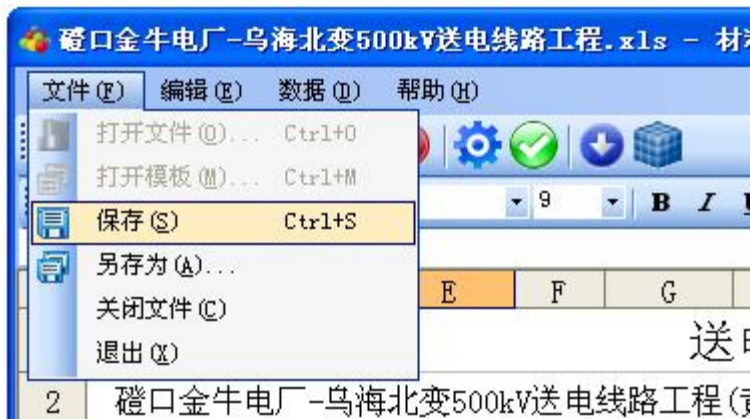 磴口金牛电厂-乌海北变500kV送电线路工程.xls - 材
文件(F) 编辑(E) 数据(D) 帮助(H)
打开文件(O)... Ctrl+O
打开模板(M)... Ctrl+M
保存(S) Ctrl+S
9 B I
另存为(A)...
关闭文件(C)
E F G
退出(X)
送
2 磴口金牛电厂-乌海北变500kV送电线路工程(